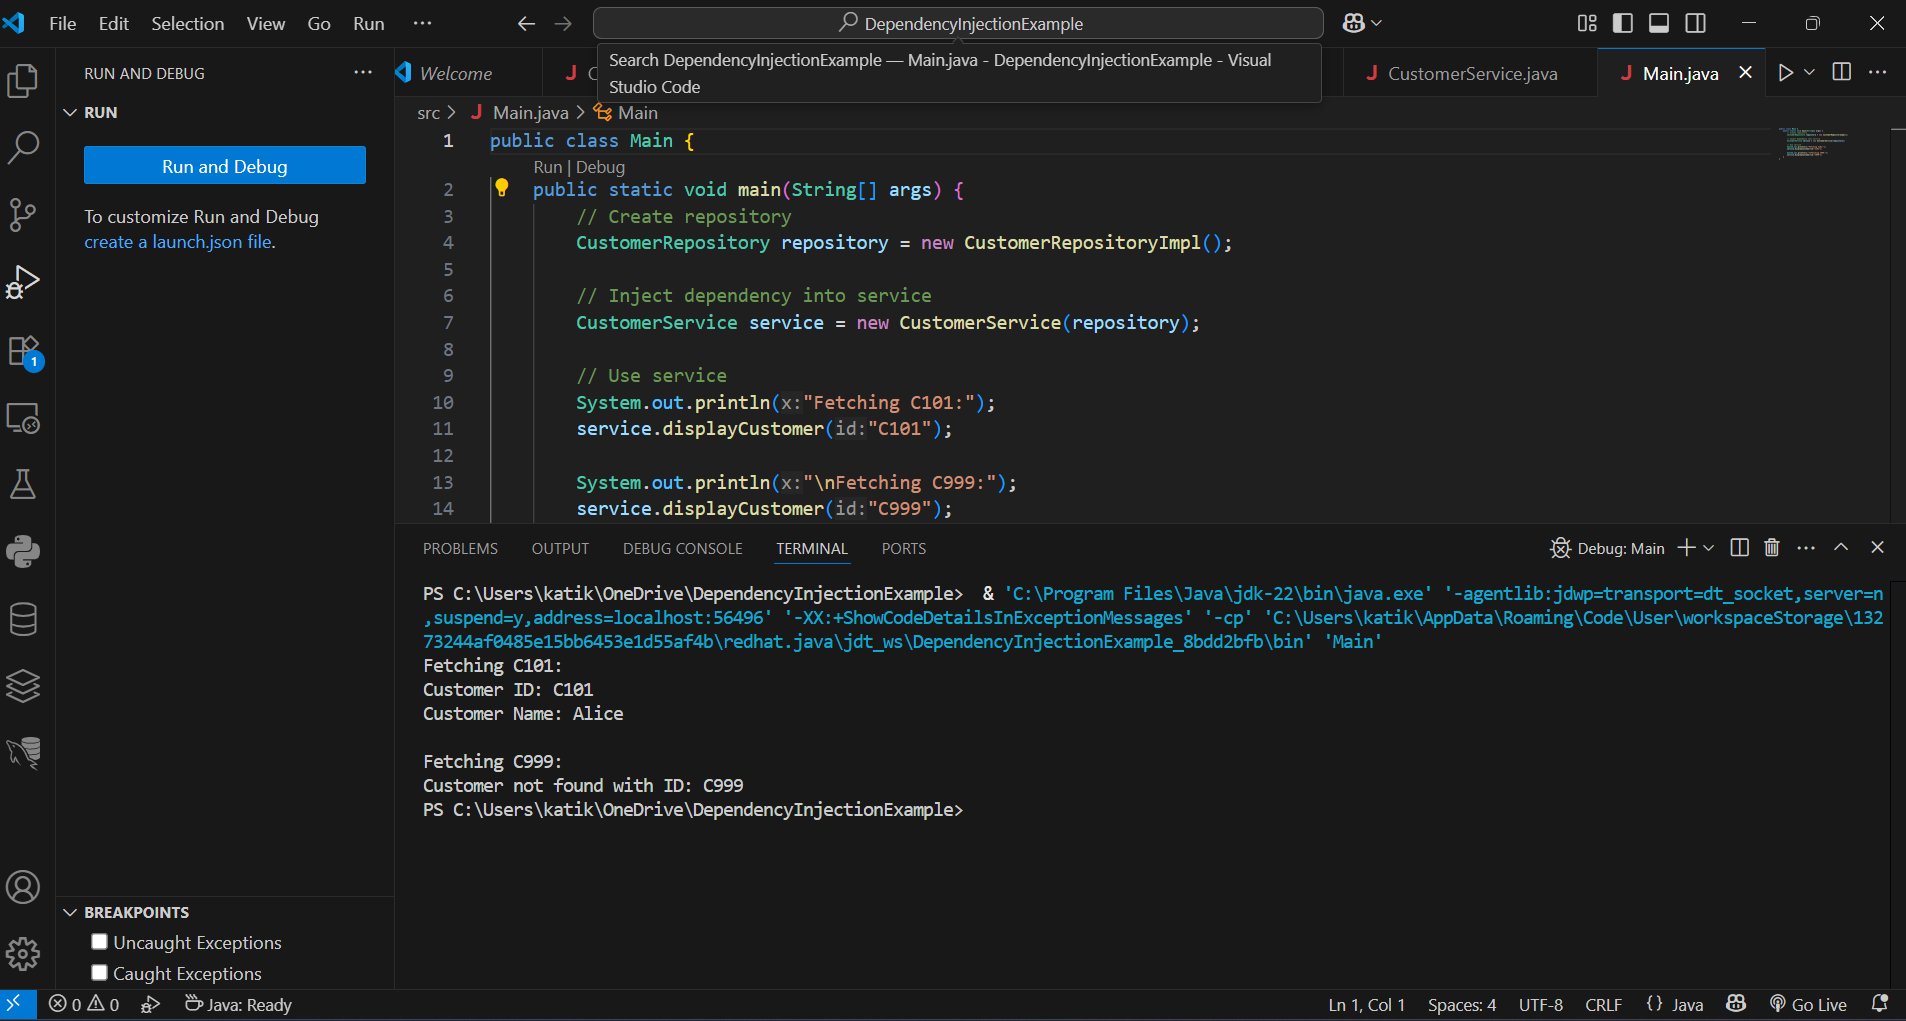 File Edit Selection View Go Run ···
DependencyInjectionExample
Search DependencyInjectionExample — Main.java - DependencyInjectionExample - Visual
Studio Code
RUN AND DEBUG
RUN
Run and Debug
To customize Run and Debug
create a launch.json file.
Welcome
CustomerService.java
Main.java
src > Main.java > Main
1 public class Main {
Run | Debug
2 public static void main(String[] args) {
3 // Create repository
4 CustomerRepository repository = new CustomerRepositoryImpl();
5
6 // Inject dependency into service
7 CustomerService service = new CustomerService(repository);
8
9 // Use service
10 System.out.println(x:"Fetching C101:");
11 service.displayCustomer(id:"C101");
12
13 System.out.println(x:"\nFetching C999:");
14 service.displayCustomer(id:"C999");
PROBLEMS OUTPUT DEBUG CONSOLE TERMINAL PORTS
Debug: Main
PS C:\Users\katik\OneDrive\DependencyInjectionExample>  & 'C:\Program Files\Java\jdk-22\bin\java.exe' '-agentlib:jdwp=transport=dt_socket,server=n
,suspend=y,address=localhost:56496' '-XX:+ShowCodeDetailsInExceptionMessages' '-cp' 'C:\Users\katik\AppData\Roaming\Code\User\workspaceStorage\132
73244af0485e15bb6453e1d55af4b\redhat.java\jdt_ws\DependencyInjectionExample_8bdd2bfb\bin' 'Main'
Fetching C101:
Customer ID: C101
Customer Name: Alice
Fetching C999:
Customer not found with ID: C999
PS C:\Users\katik\OneDrive\DependencyInjectionExample>
BREAKPOINTS
Uncaught Exceptions
Caught Exceptions
1
0 0
Java: Ready
Ln 1, Col 1 Spaces: 4 UTF-8 CRLF {} Java Go Live